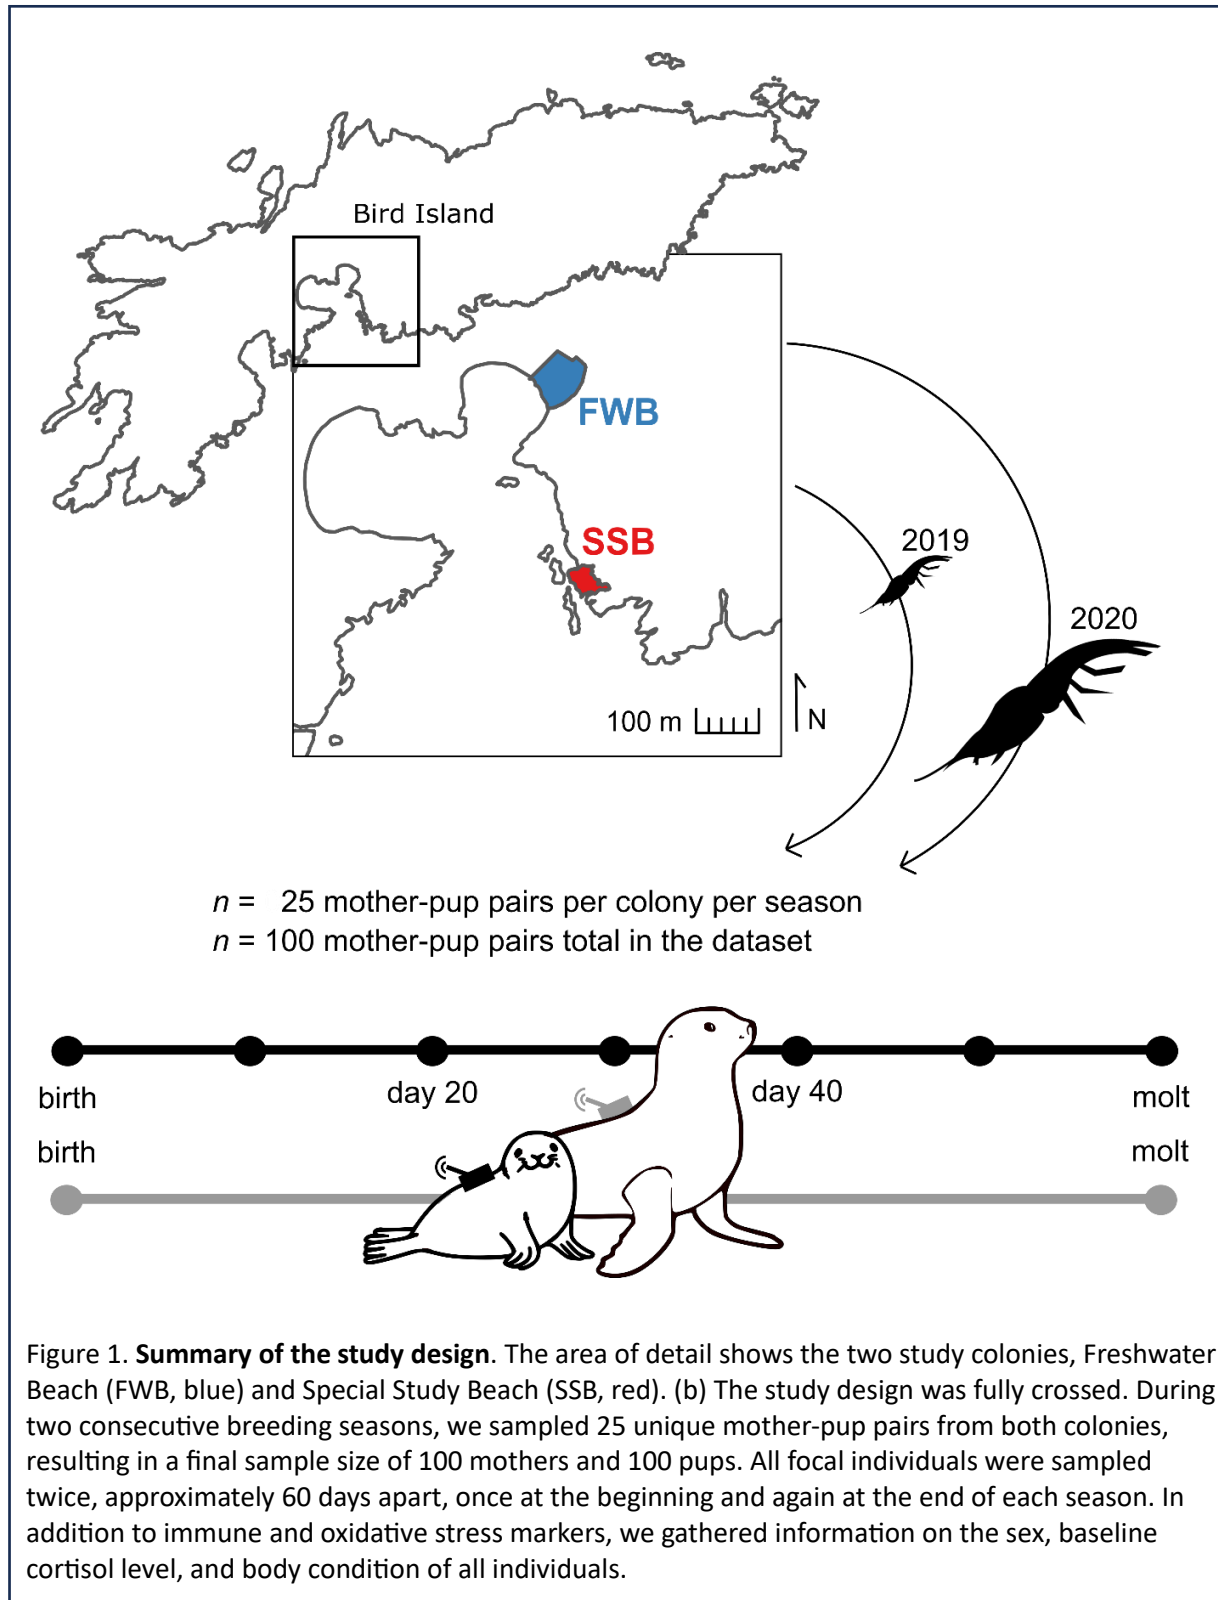 Bird Island
FWB
SSB
2019
2020
100 m
N
n = 25 mother-pup pairs per colony per season
n = 100 mother-pup pairs total in the dataset
birth
day 20
day 40
molt
birth
molt
Figure 1. Summary of the study design. The area of detail shows the two study colonies, Freshwater
Beach (FWB, blue) and Special Study Beach (SSB, red). (b) The study design was fully crossed. During
two consecutive breeding seasons, we sampled 25 unique mother-pup pairs from both colonies,
resulting in a final sample size of 100 mothers and 100 pups. All focal individuals were sampled
twice, approximately 60 days apart, once at the beginning and again at the end of each season. In
addition to immune and oxidative stress markers, we gathered information on the sex, baseline
cortisol level, and body condition of all individuals.